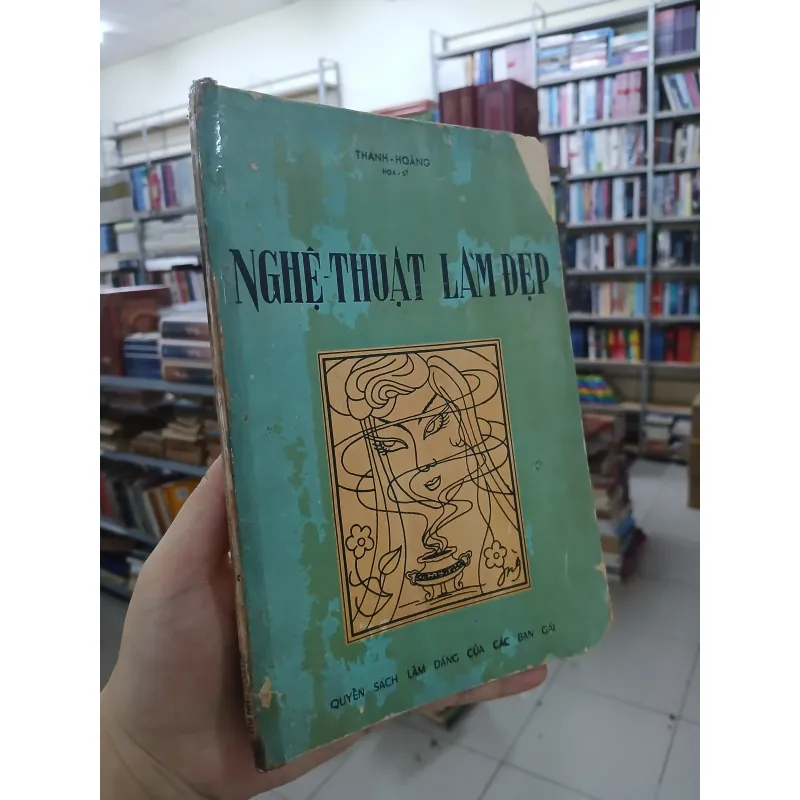 THANH-HOÀNG
HỌA-SĨ
NGHỆ-THUẬT LÀM ĐẸP
QUYỂN SÁCH LÀM DÁNG CỦA CÁC BẠN GÁI